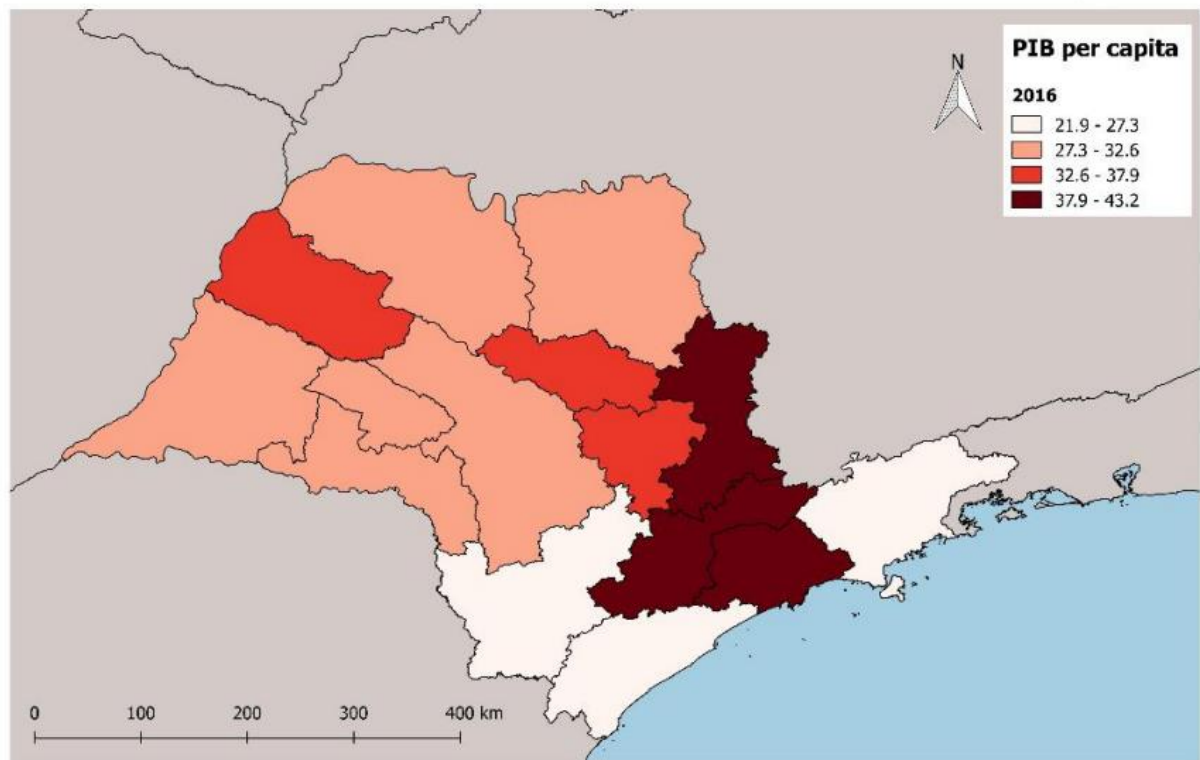 PIB per capita
2016
21.9 - 27.3
27.3 - 32.6
32.6 - 37.9
37.9 - 43.2
N
0 100 200 300 400 km